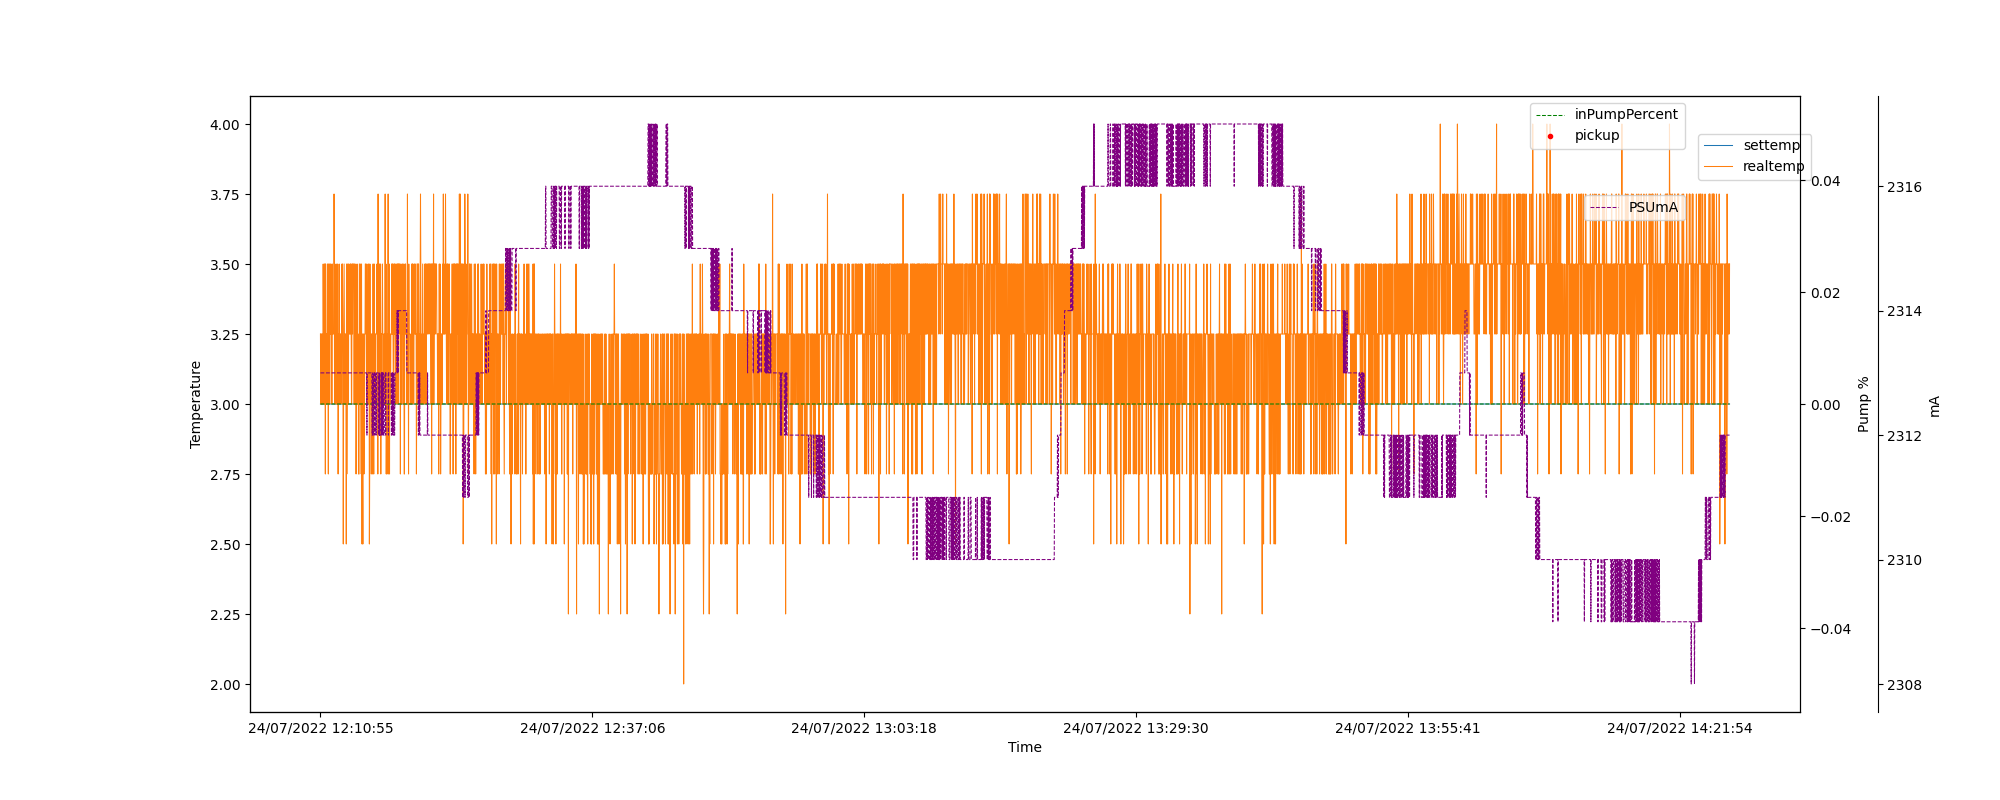 inPumpPercent
pickup
settemp
realtemp
PSUmA
4.00
3.75
3.50
3.25
3.00
2.75
2.50
2.25
2.00
Temperature
0.04
0.02
0.00
−0.02
−0.04
Pump %
2316
2314
2312
2310
2308
mA
24/07/2022 12:10:55
24/07/2022 12:37:06
24/07/2022 13:03:18
24/07/2022 13:29:30
24/07/2022 13:55:41
24/07/2022 14:21:54
Time